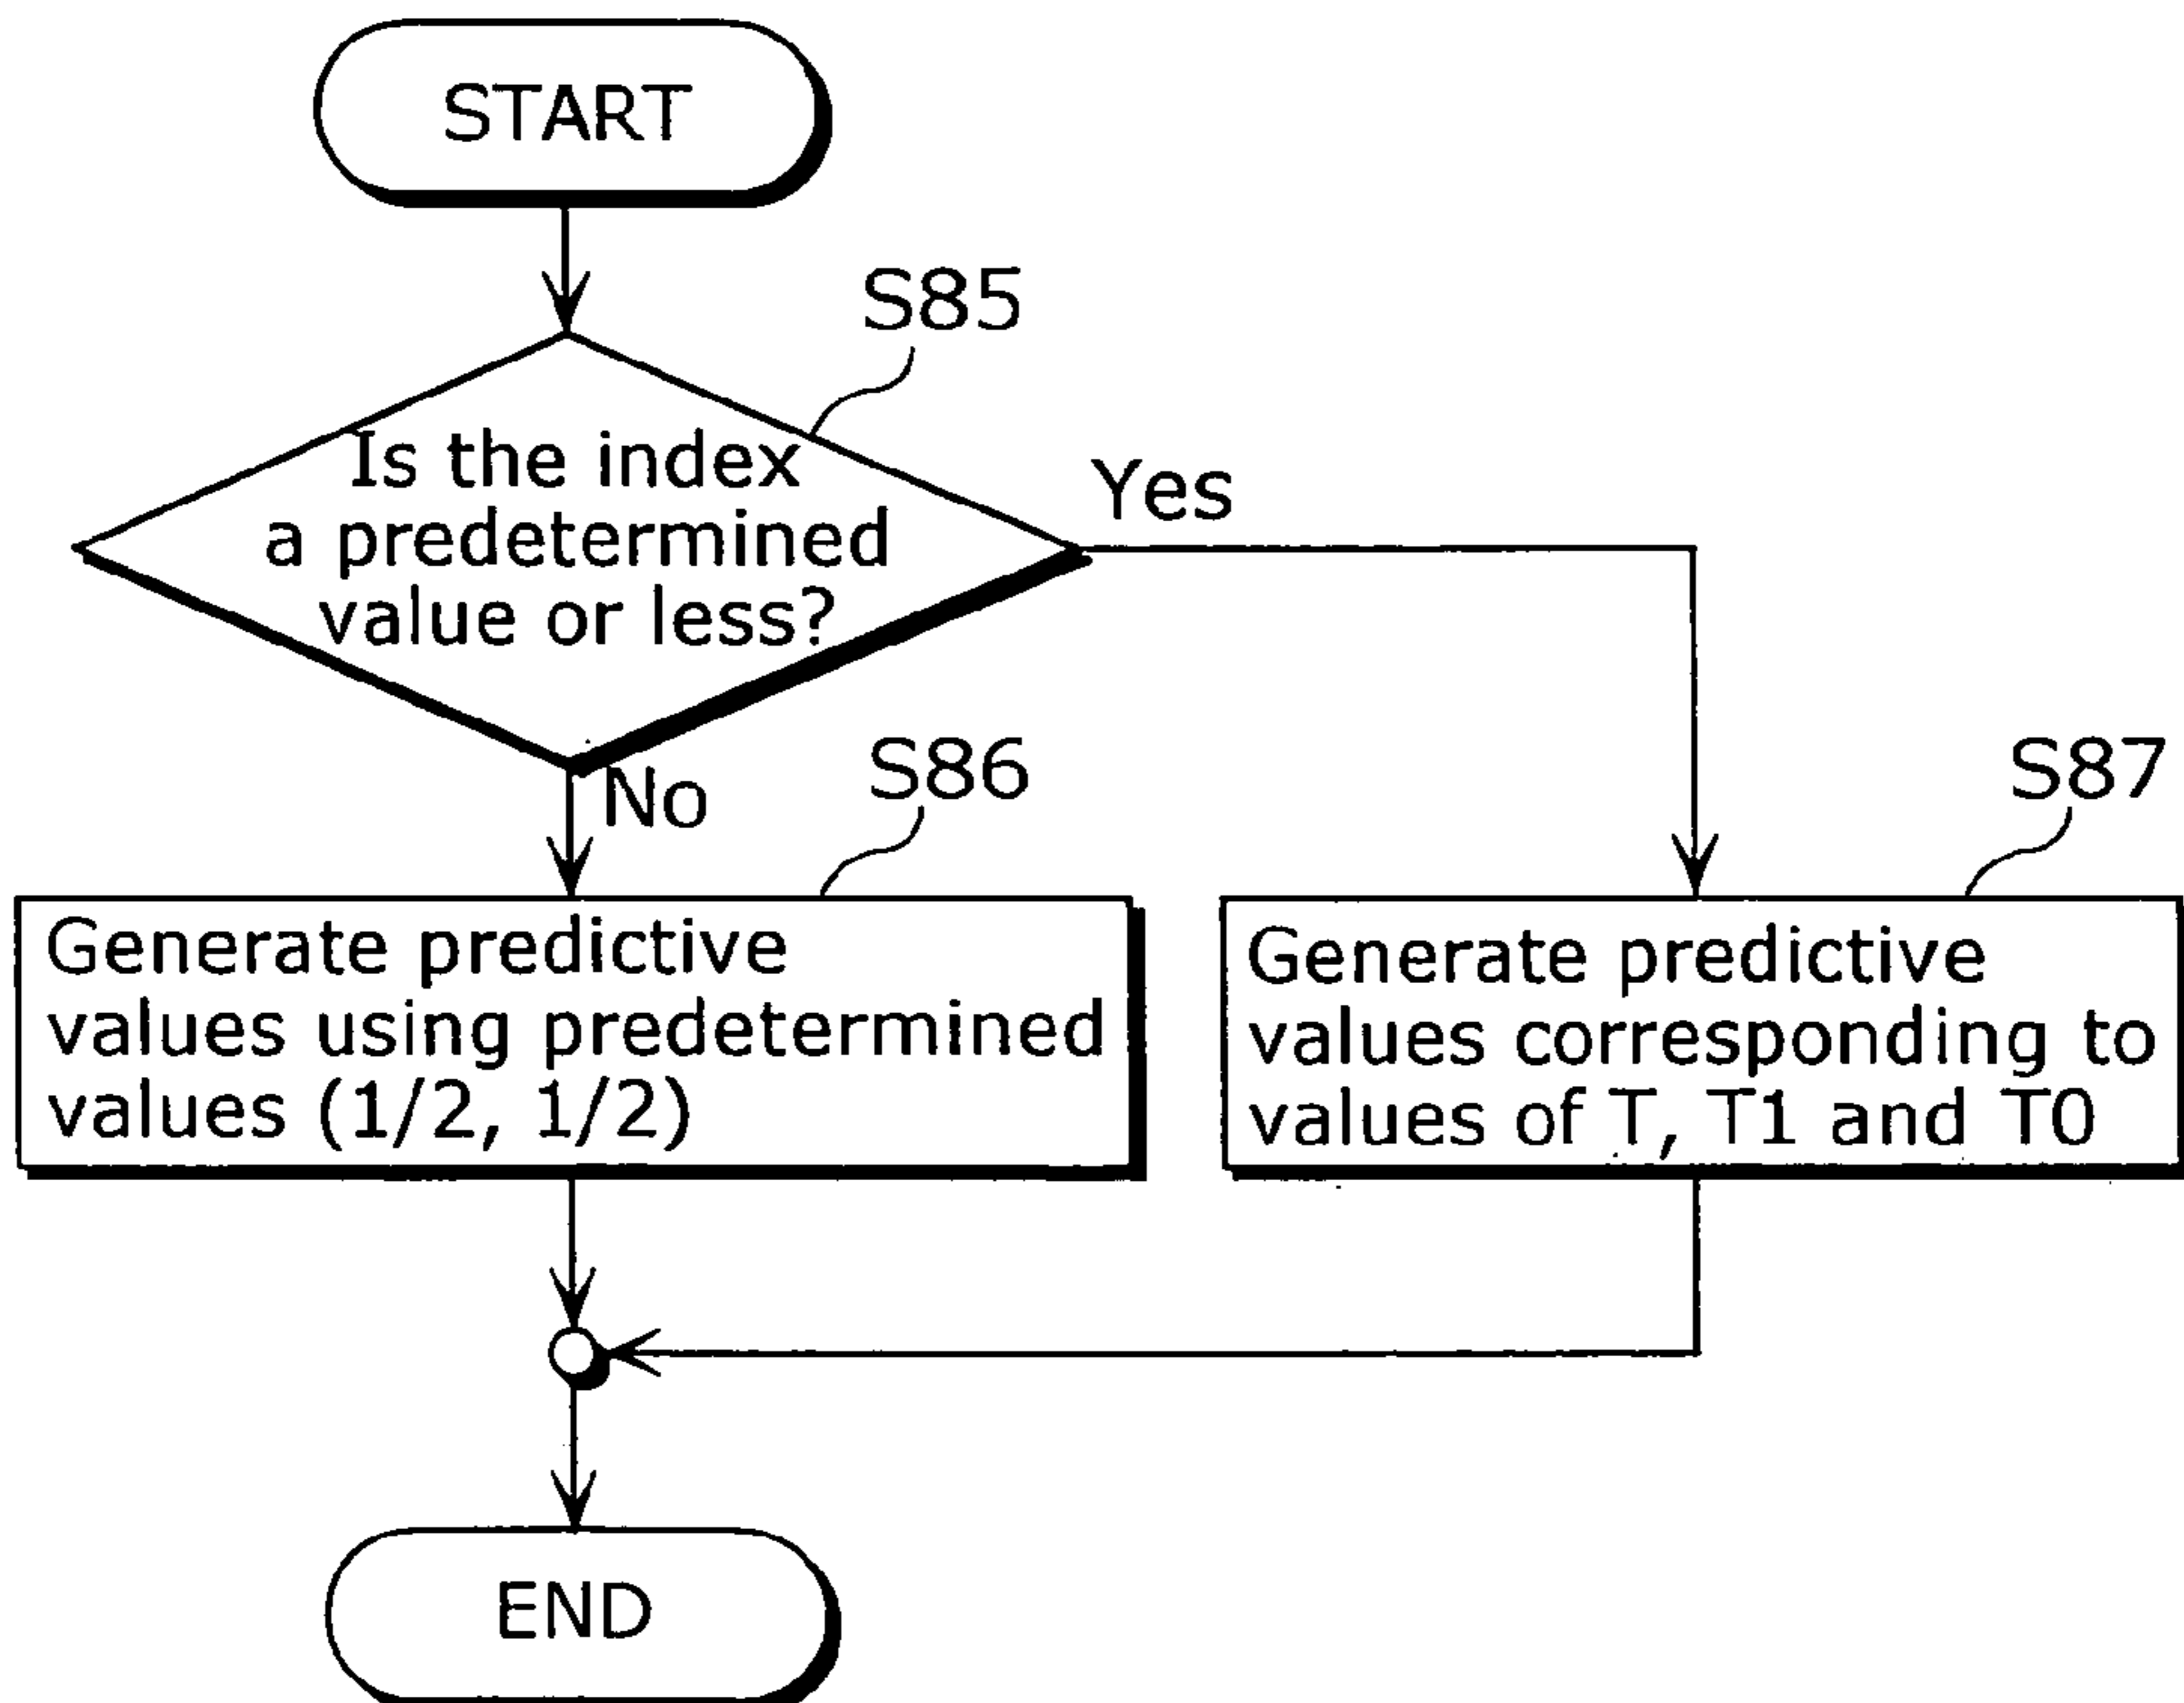 START
S85
Is the index
a predetermined
value or less?
Yes
No
S86
S87
Generate predictive
values using predetermined
values (1/2, 1/2)
Generate predictive
values corresponding to
values of T, T1 and T0
END